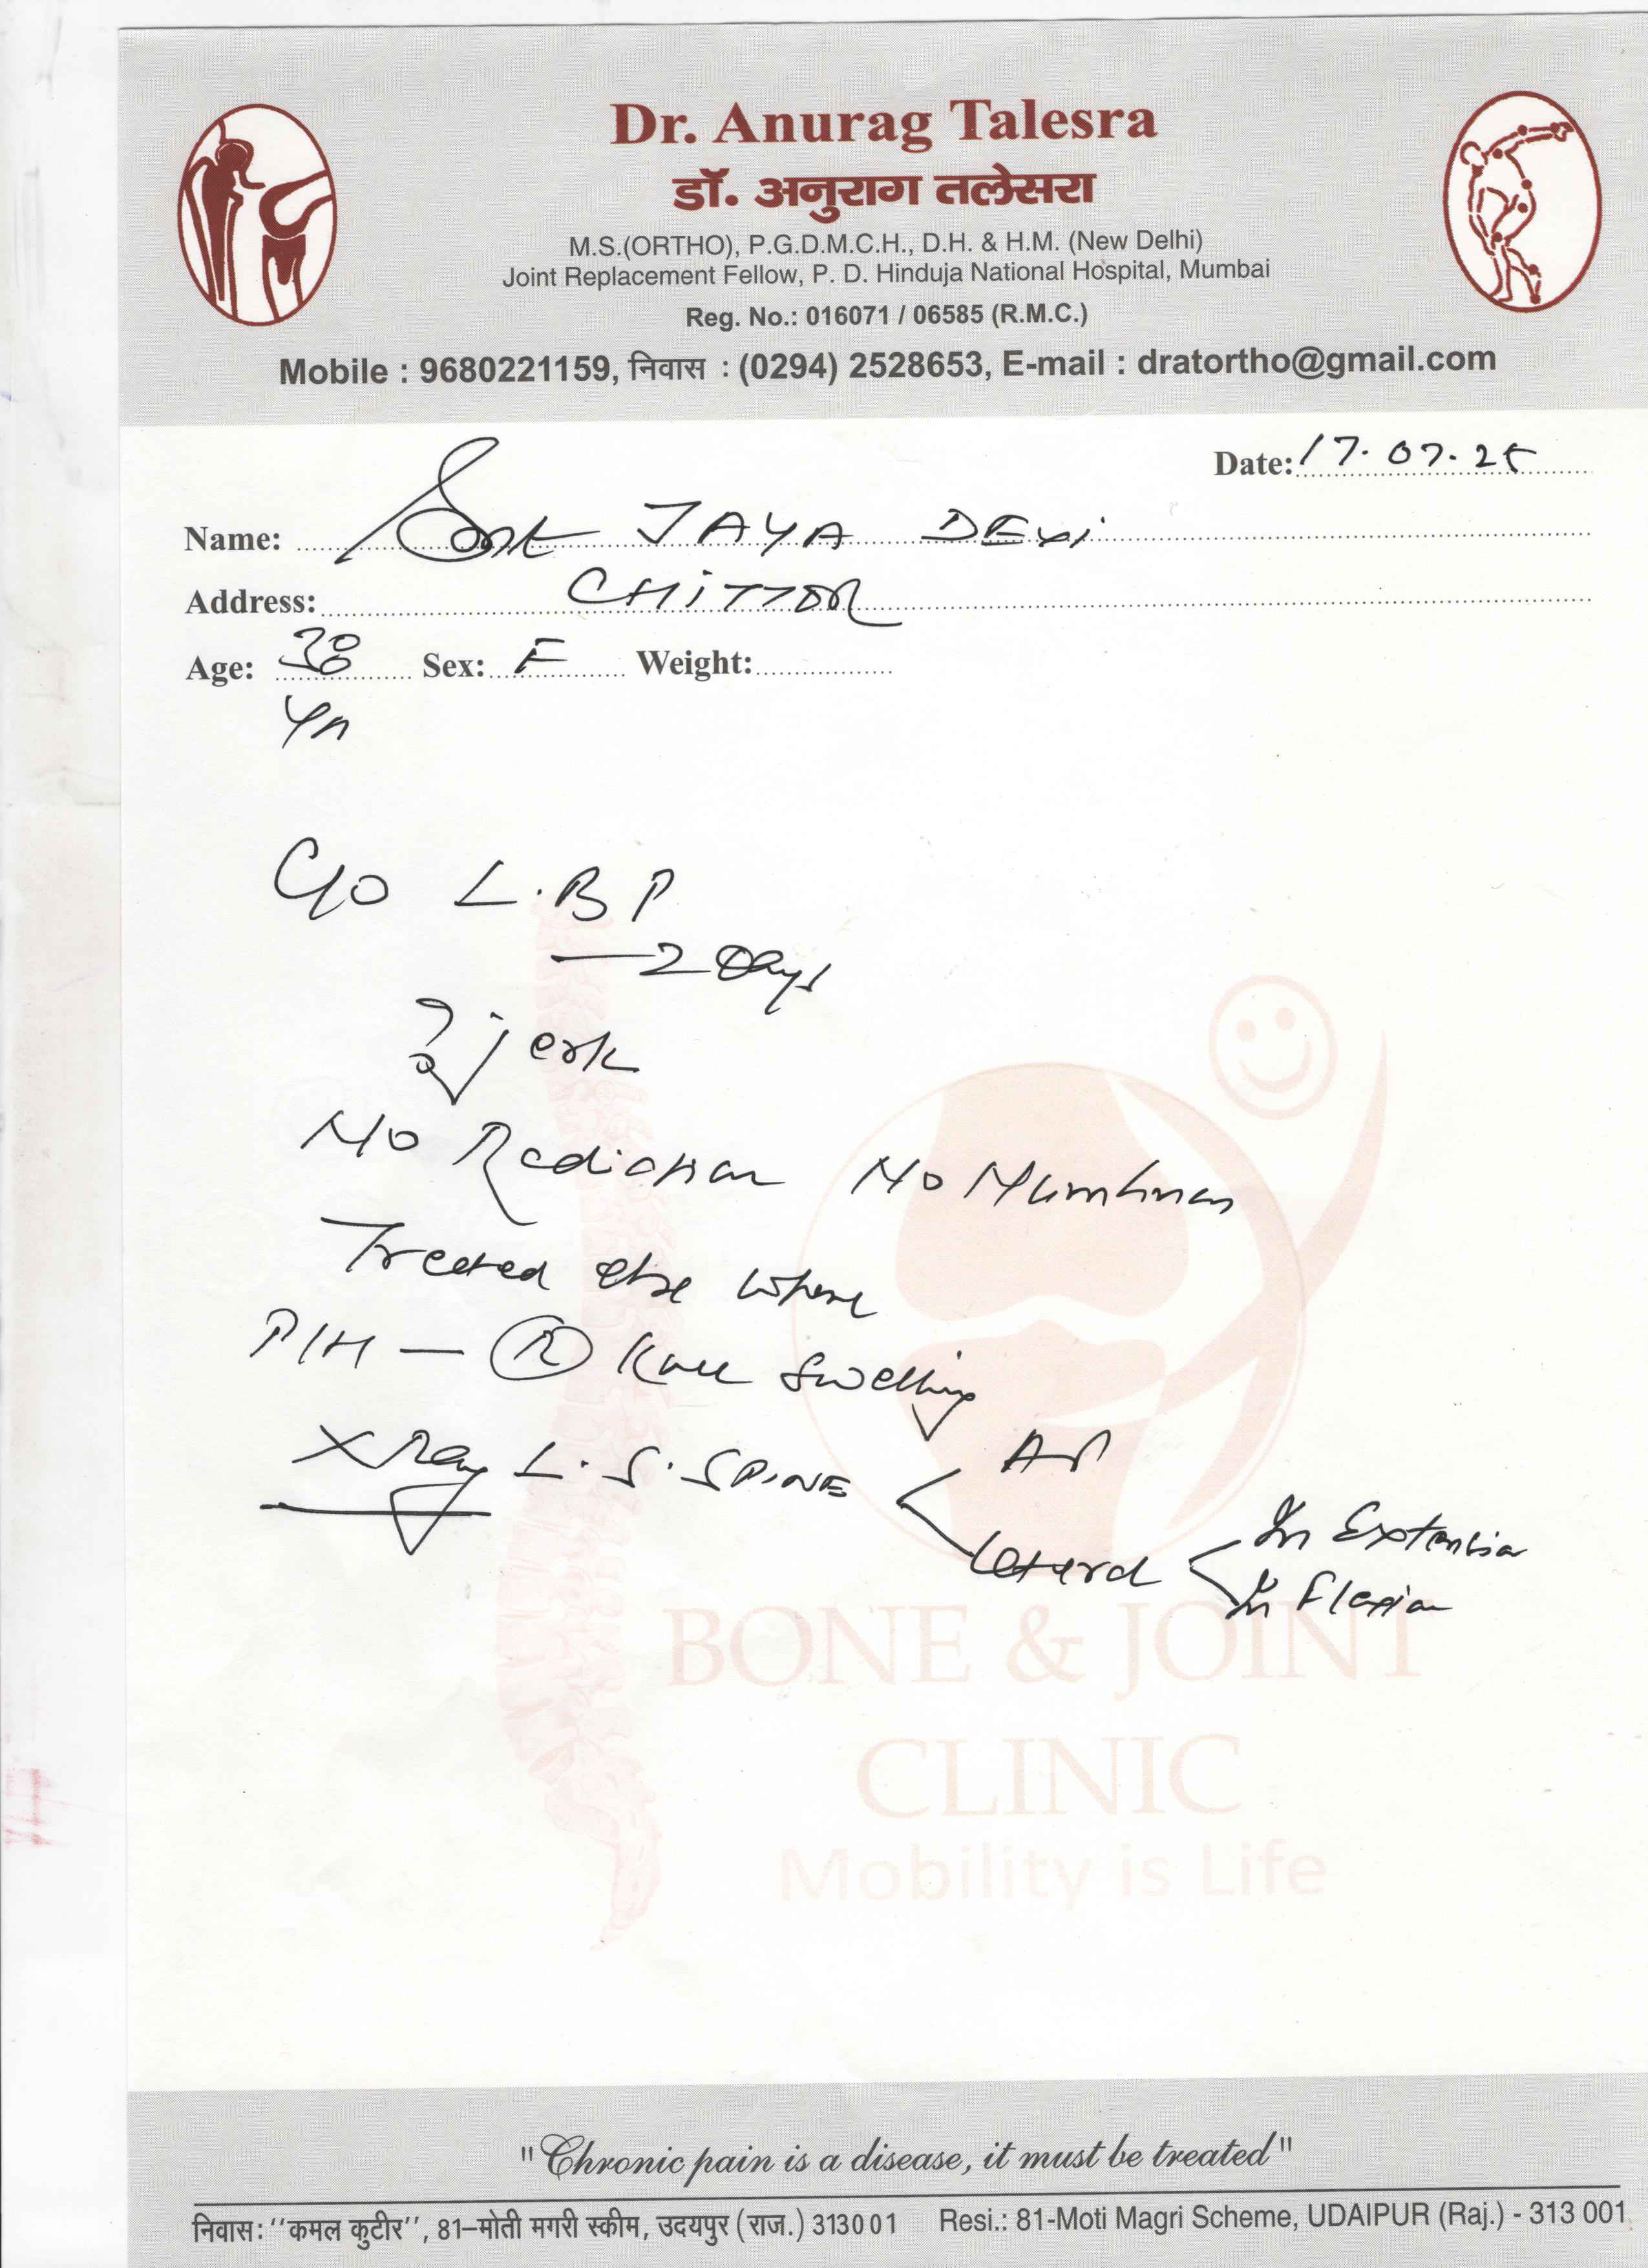 Dr. Anurag Talesra
डॉ. अनुराग तलेसरा
M.S.(ORTHO), P.G.D.M.C.H., D.H. & H.M. (New Delhi)
Joint Replacement Fellow, P. D. Hinduja National Hospital, Mumbai
Reg. No.: 016071 / 06585 (R.M.C.)
Mobile : 9680221159, निवास : (0294) 2528653, E-mail : dratortho@gmail.com
Date: 17.07.25
Name: Smt JAYA DEVi
Address: CHiTTOR
Age: Sex: F Weight:
Yr
C/o L.B P
— 2 Days
? jerk
No Radiation No Numbness
Treated else where
P/H — (R) Knee Swelling
X Ray L.S. SPiNE < AP
Lateral < In Extension
In Flexion
BONE & JOINT
CLINIC
Mobility is Life
"Chronic pain is a disease, it must be treated"
निवास: ''कमल कुटीर'', 81–मोती मगरी स्कीम, उदयपुर (राज.) 313001 Resi.: 81-Moti Magri Scheme, UDAIPUR (Raj.) - 313 001